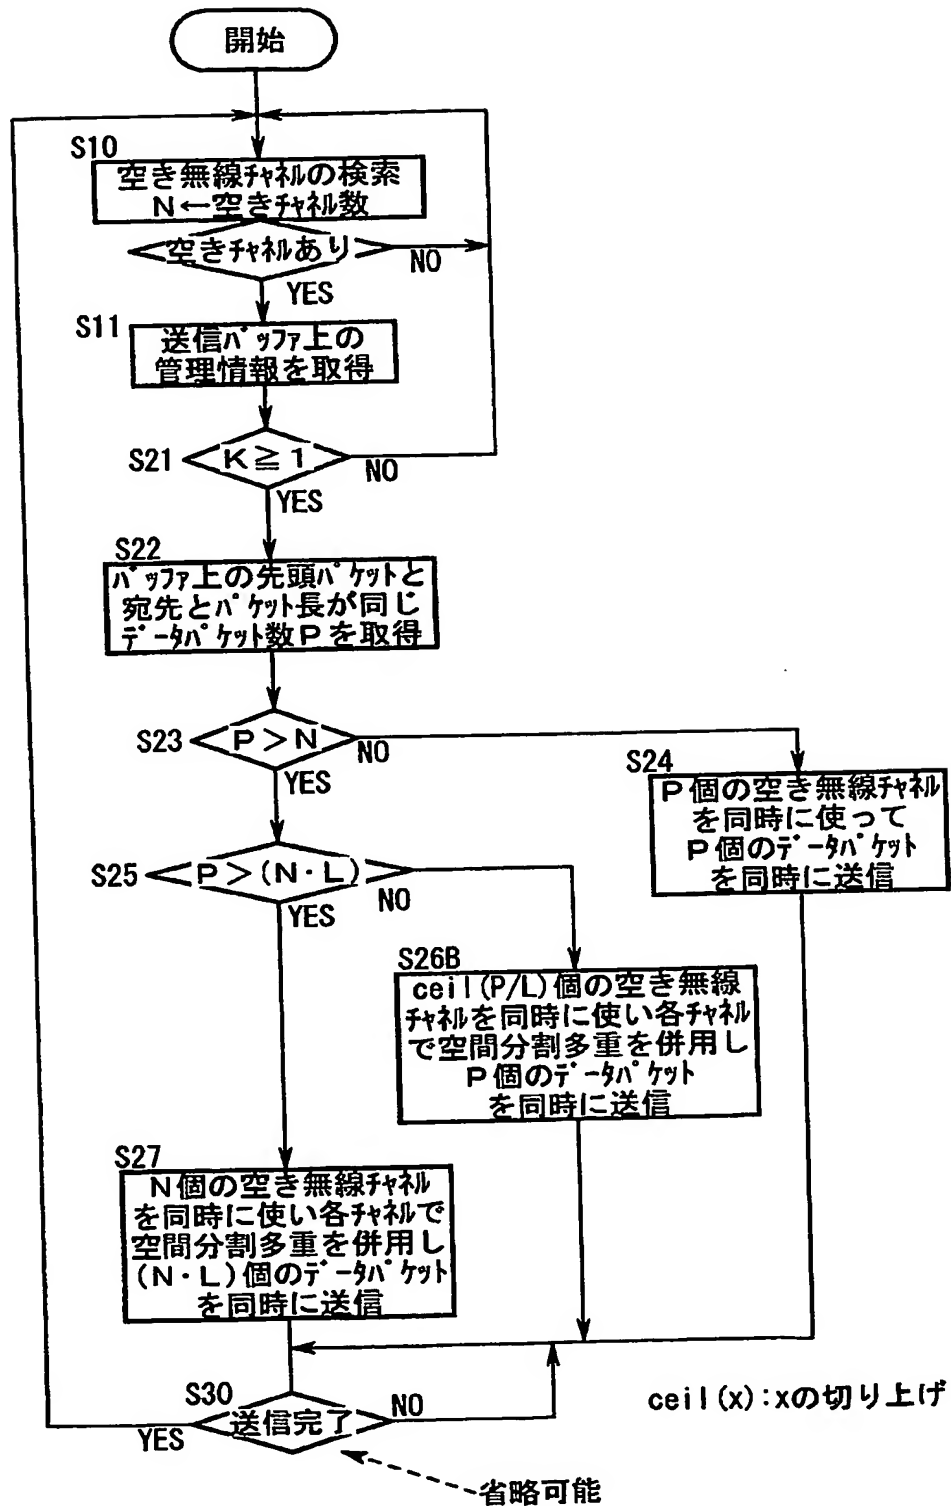 開始
S10
空き無線チャネルの検索
N←空きチャネル数
空きチャネルあり
NO
YES
S11
送信バッファ上の
管理情報を取得
S21
K≧1
NO
YES
S22
バッファ上の先頭パケットと
宛先とパケット長が同じ
データパケット数Pを取得
S23
P>N
NO
YES
S24
P個の空き無線チャネル
を同時に使って
P個のデータパケット
を同時に送信
S25
P>(N・L)
NO
YES
S26B
ceil(P/L)個の空き無線
チャネルを同時に使い各チャネル
で空間分割多重を併用し
P個のデータパケット
を同時に送信
S27
N個の空き無線チャネル
を同時に使い各チャネルで
空間分割多重を併用し
(N・L)個のデータパケット
を同時に送信
S30
送信完了
NO
YES
ceil(x):xの切り上げ
省略可能